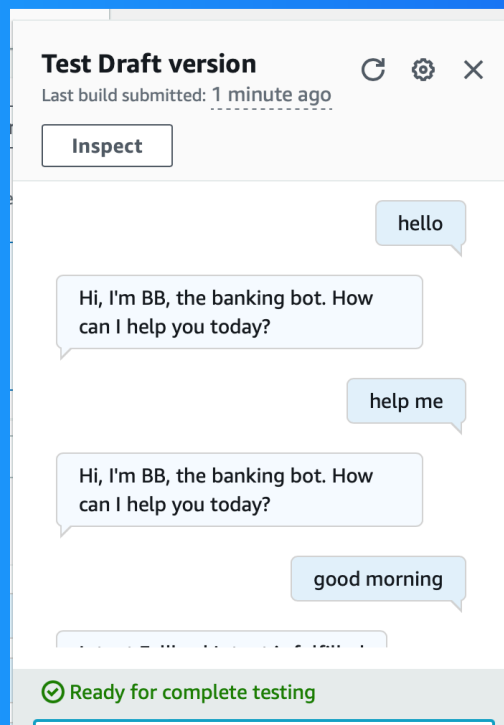 Test Draft version
Last build submitted: 1 minute ago
Inspect
hello
Hi, I'm BB, the banking bot. How
can I help you today?
help me
Hi, I'm BB, the banking bot. How
can I help you today?
good morning
Ready for complete testing